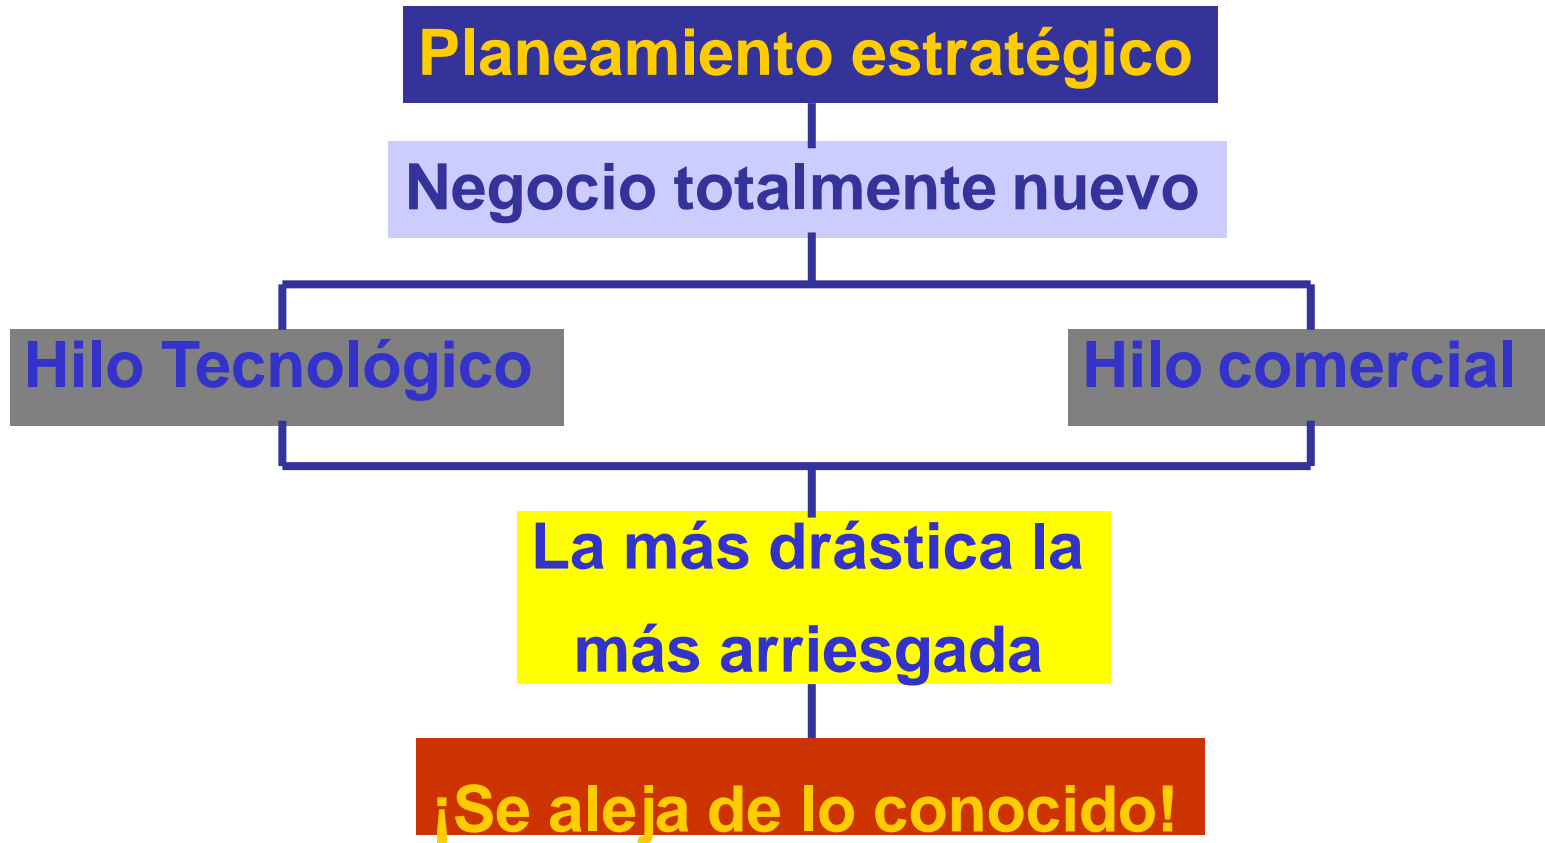 Planeamiento estratégico
Negocio totalmente nuevo
Hilo Tecnológico
Hilo comercial
La más drástica la
más arriesgada
¡Se aleja de lo conocido!